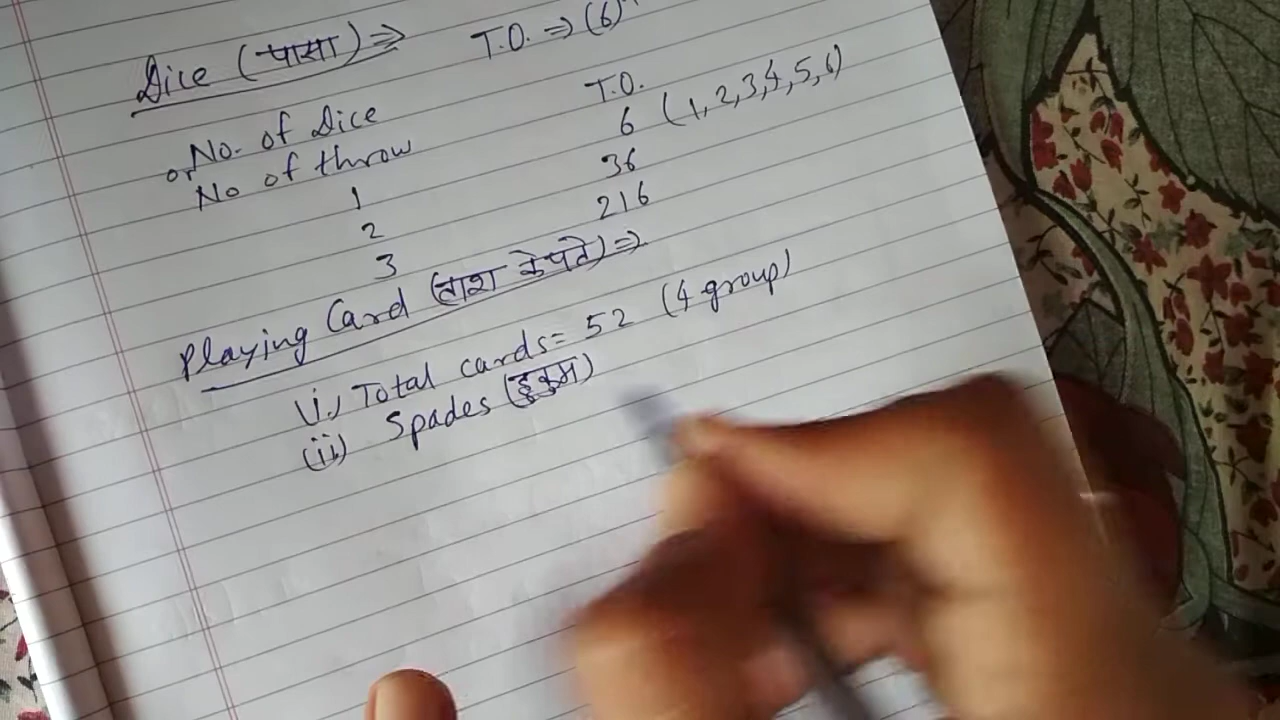 Dice (पासा) ⇒ T.O. ⇒ (6)ⁿ
No. of Dice T.O.
or No of throw 6 (1,2,3,4,5,6)
1 36
2 216
3
Playing Card (ताश के पत्ते) ⇒
(i) Total cards = 52 (4 group)
(ii) Spades (हुकुम)